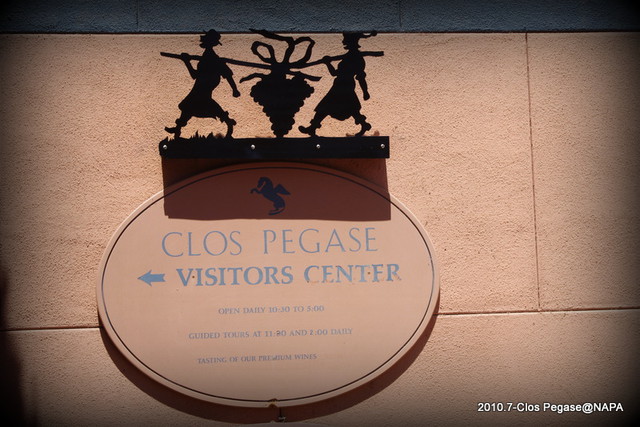 CLOS PEGASE
VISITORS CENTER
OPEN DAILY 10:30 TO 5:00
GUIDED TOURS AT 11:30 AND 2:00 DAILY
TASTING OF OUR PREMIUM WINES
2010.7-Clos Pegase@NAPA